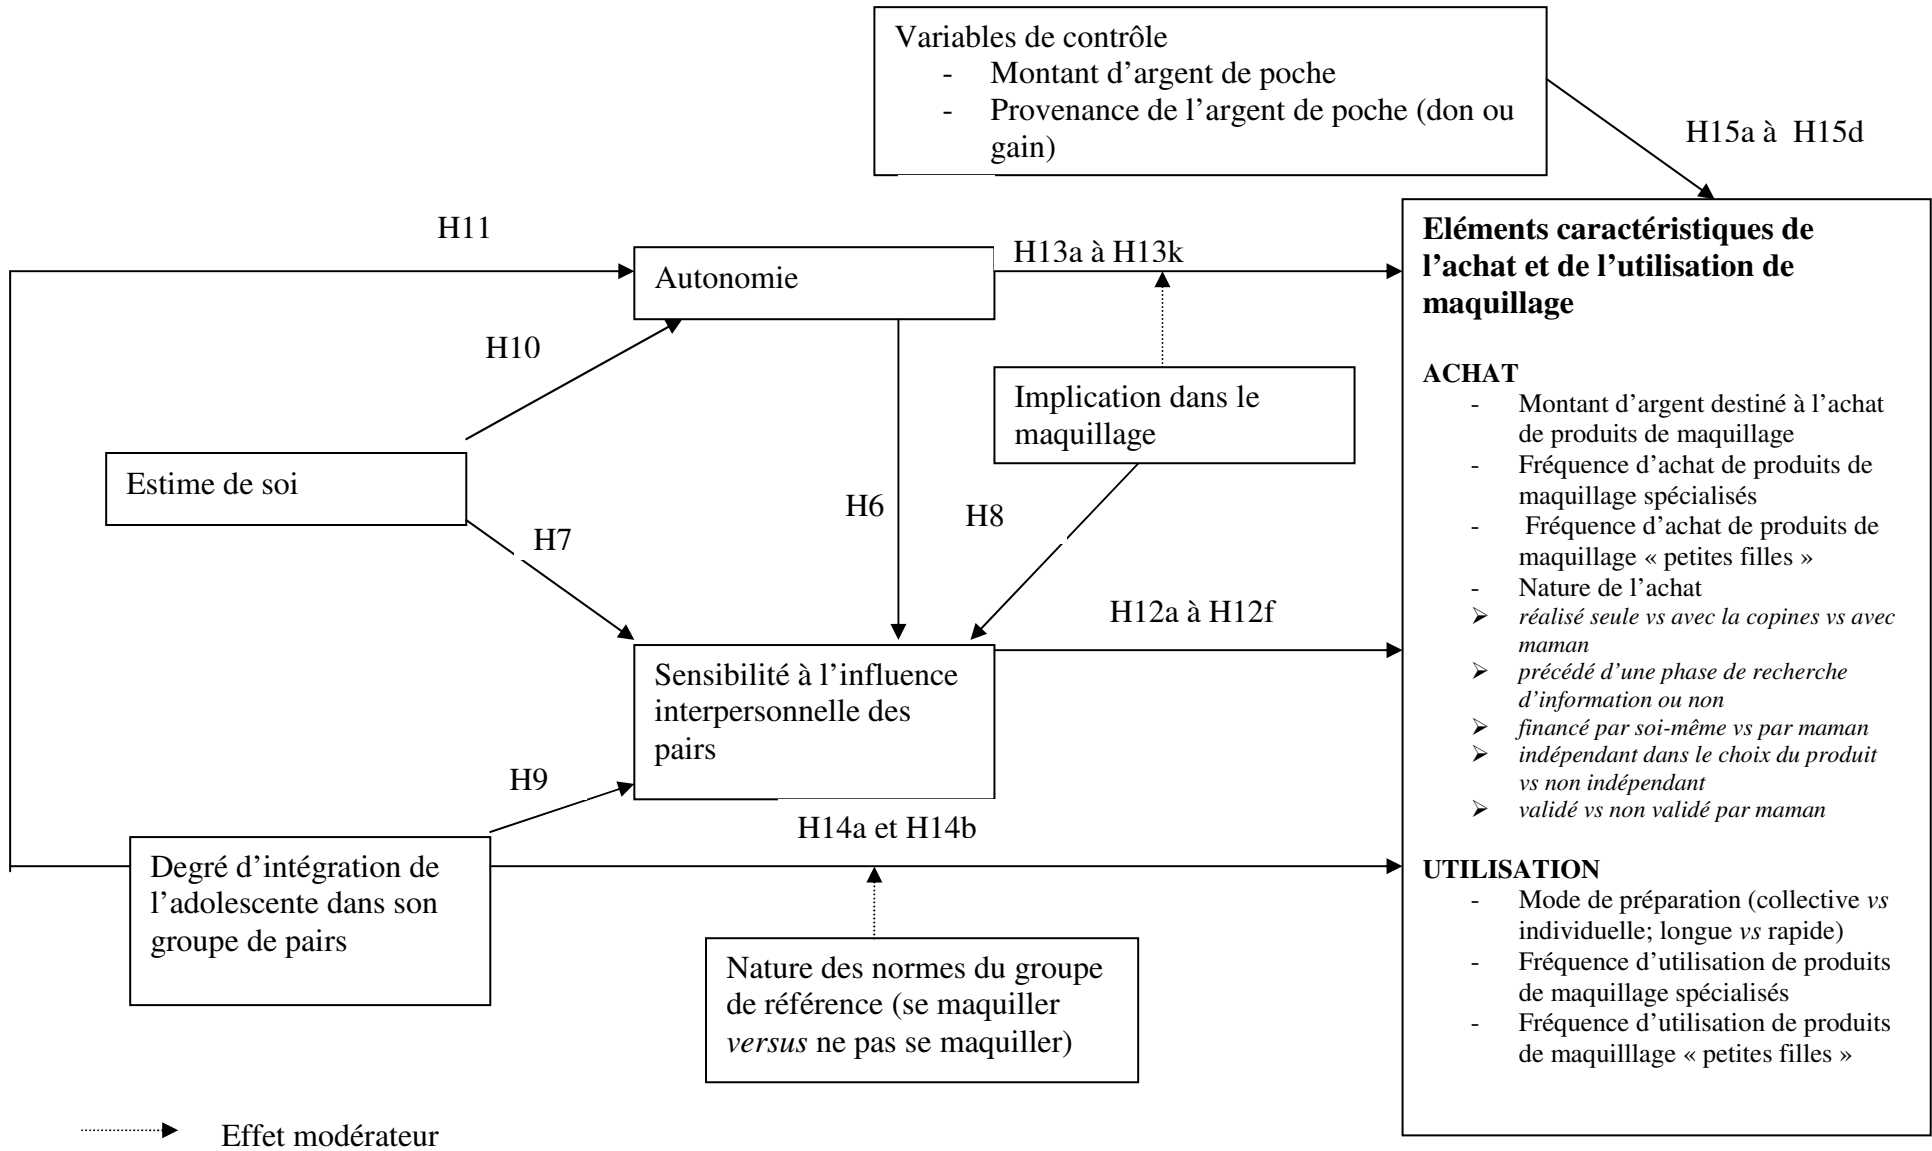 Variables de contrôle
- Montant d'argent de poche
- Provenance de l'argent de poche (don ou
gain)
H15a à H15d
H11
Autonomie
H13a à H13k
H10
Implication dans le
maquillage
Estime de soi
H6
H8
H7
H12a à H12f
Sensibilité à l'influence
interpersonnelle des
pairs
H9
H14a et H14b
Degré d'intégration de
l'adolescente dans son
groupe de pairs
Nature des normes du groupe
de référence (se maquiller
versus ne pas se maquiller)
Eléments caractéristiques de
l'achat et de l'utilisation de
maquillage
ACHAT
- Montant d'argent destiné à l'achat
de produits de maquillage
- Fréquence d'achat de produits de
maquillage spécialisés
- Fréquence d'achat de produits de
maquillage « petites filles »
- Nature de l'achat
➢ réalisé seule vs avec la copines vs avec
maman
➢ précédé d'une phase de recherche
d'information ou non
➢ financé par soi-même vs par maman
➢ indépendant dans le choix du produit
vs non indépendant
➢ validé vs non validé par maman
UTILISATION
- Mode de préparation (collective vs
individuelle; longue vs rapide)
- Fréquence d'utilisation de produits
de maquillage spécialisés
- Fréquence d'utilisation de produits
de maquilllage « petites filles »
Effet modérateur